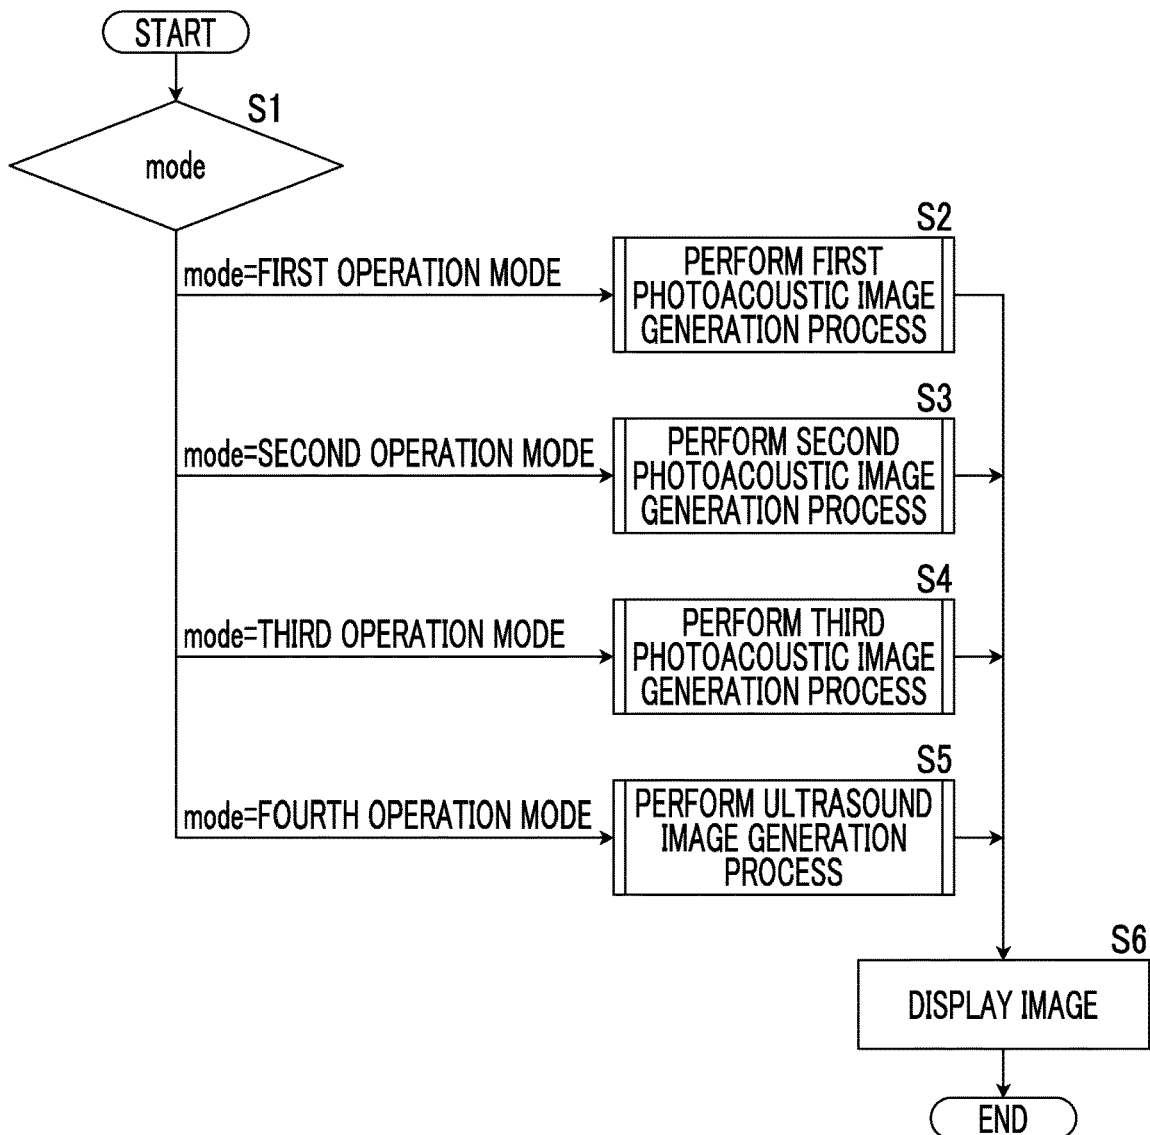 START
S1
mode
S2
mode=FIRST OPERATION MODE
PERFORM FIRST
PHOTOACOUSTIC IMAGE
GENERATION PROCESS
S3
mode=SECOND OPERATION MODE
PERFORM SECOND
PHOTOACOUSTIC IMAGE
GENERATION PROCESS
S4
mode=THIRD OPERATION MODE
PERFORM THIRD
PHOTOACOUSTIC IMAGE
GENERATION PROCESS
S5
mode=FOURTH OPERATION MODE
PERFORM ULTRASOUND
IMAGE GENERATION
PROCESS
S6
DISPLAY IMAGE
END